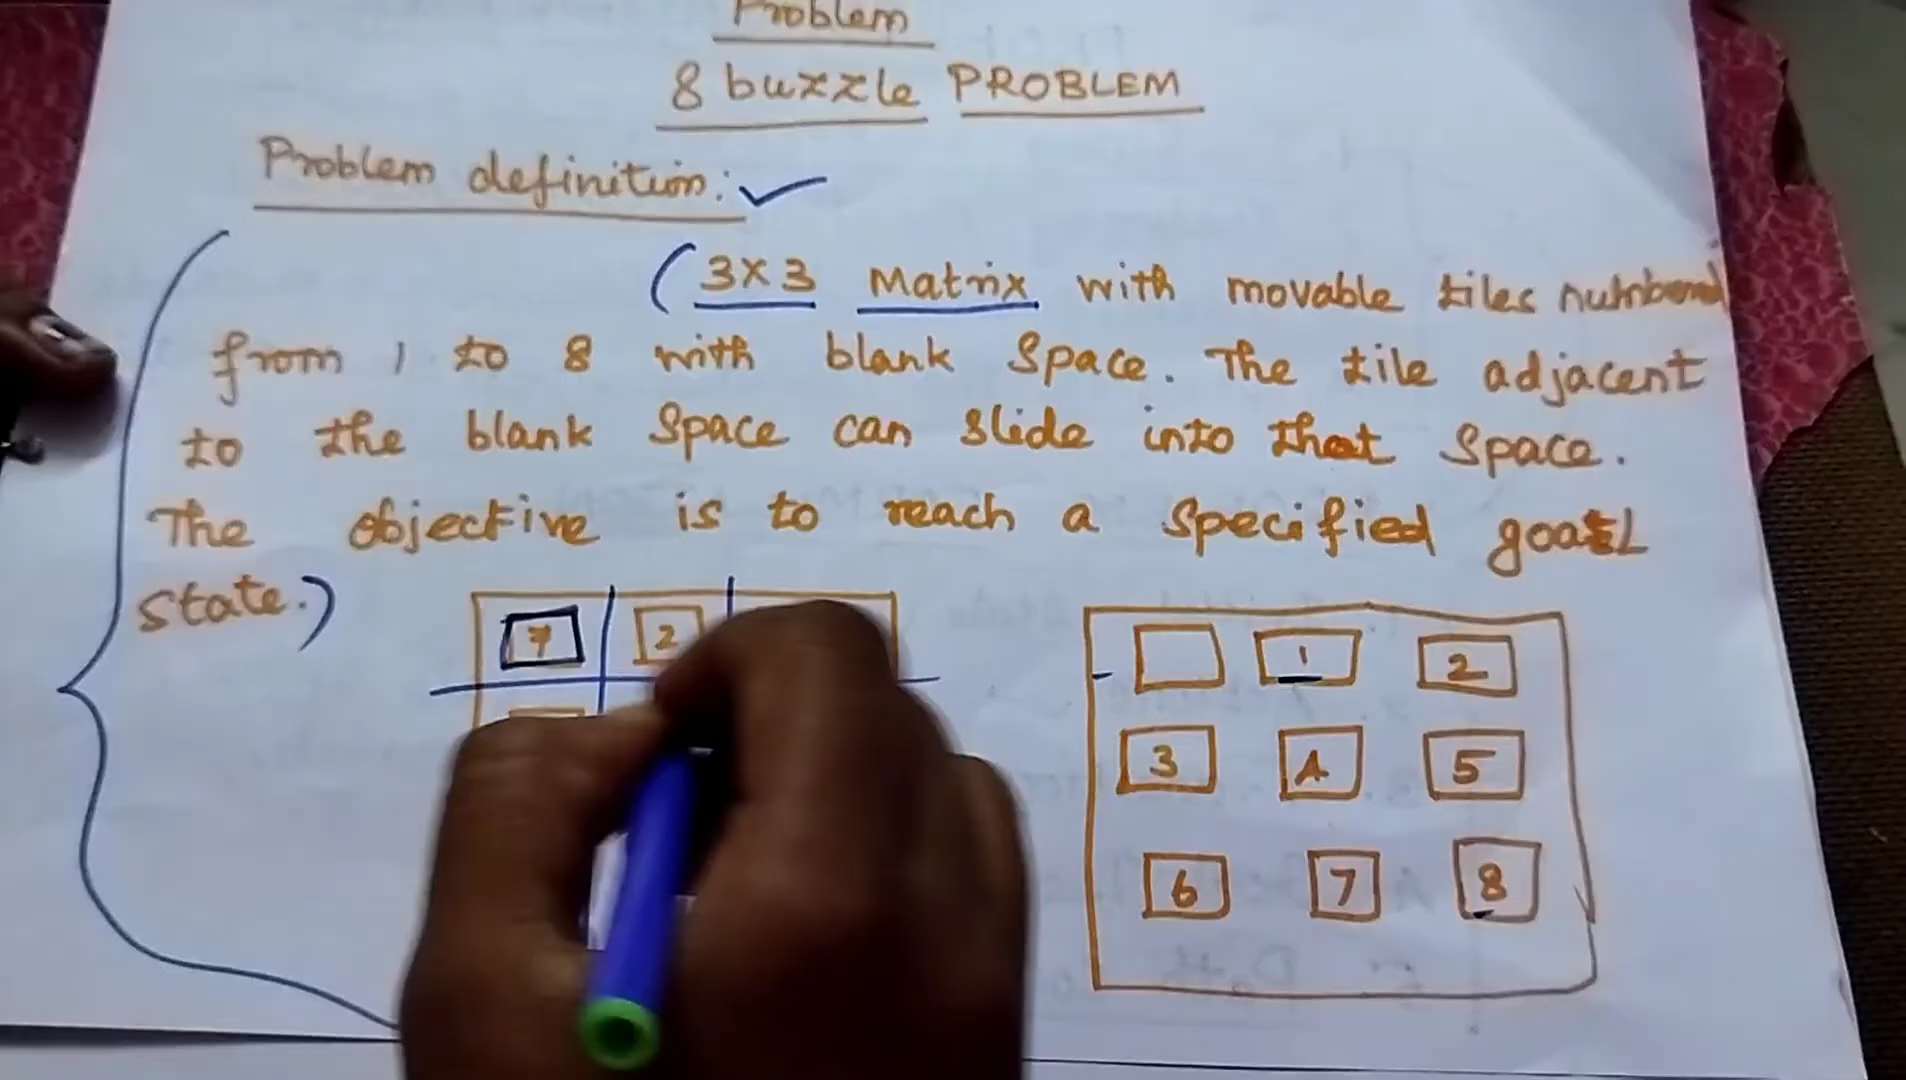 Problem
8 buzzle PROBLEM
Problem definition:
(3x3 Matrix with movable tiles numbered
from 1 to 8 with blank Space. The tile adjacent
to the blank Space can slide into that Space.
The objective is to reach a specified goal
state.)
7 2
1 2
3 4 5
6 7 8